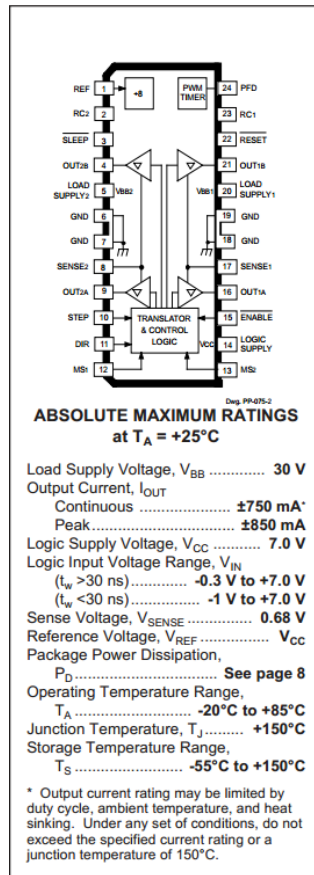 REF 1 ÷8 PWM TIMER 24 PFD
RC2 2 23 RC1
SLEEP 3 22 RESET
OUT2B 4 21 OUT1B
LOAD SUPPLY2 5 VBB2 VBB1 20 LOAD SUPPLY1
GND 6 19 GND
GND 7 18 GND
SENSE2 8 17 SENSE1
OUT2A 9 16 OUT1A
STEP 10 TRANSLATOR & CONTROL LOGIC 15 ENABLE
DIR 11 VCC 14 LOGIC SUPPLY
MS1 12 13 MS2
Dwg. PP-075-2
ABSOLUTE MAXIMUM RATINGS
at TA = +25°C
Load Supply Voltage, VBB ............. 30 V
Output Current, IOUT
Continuous ..................... ±750 mA*
Peak ................................ ±850 mA
Logic Supply Voltage, VCC ........... 7.0 V
Logic Input Voltage Range, VIN
(tw >30 ns) ............. -0.3 V to +7.0 V
(tw <30 ns) ................ -1 V to +7.0 V
Sense Voltage, VSENSE ............... 0.68 V
Reference Voltage, VREF ................ VCC
Package Power Dissipation,
PD ................................. See page 8
Operating Temperature Range,
TA .......................... -20°C to +85°C
Junction Temperature, TJ ......... +150°C
Storage Temperature Range,
TS ........................ -55°C to +150°C
* Output current rating may be limited by
duty cycle, ambient temperature, and heat
sinking. Under any set of conditions, do not
exceed the specified current rating or a
junction temperature of 150°C.